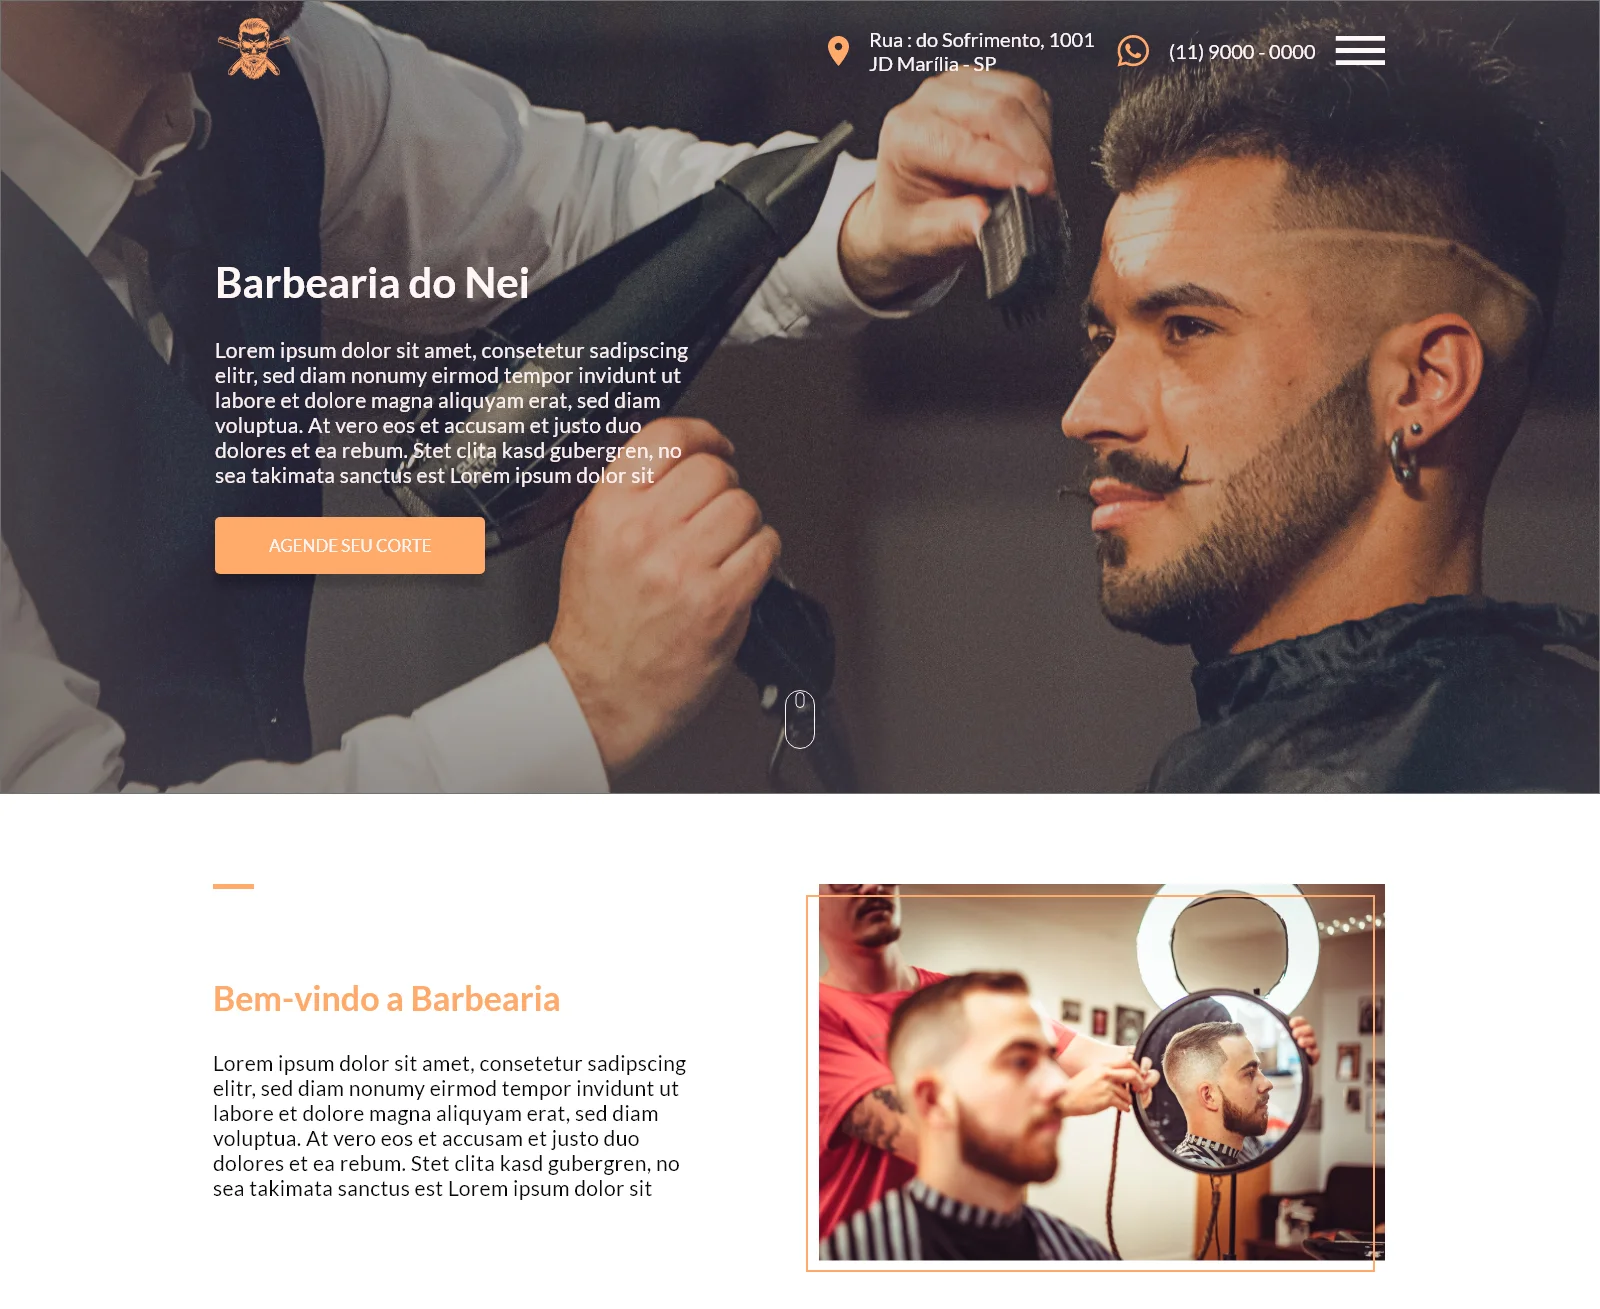 Rua : do Sofrimento, 1001
JD Marília - SP
(11) 9000 - 0000
Barbearia do Nei
Lorem ipsum dolor sit amet, consetetur sadipscing
elitr, sed diam nonumy eirmod tempor invidunt ut
labore et dolore magna aliquyam erat, sed diam
voluptua. At vero eos et accusam et justo duo
dolores et ea rebum. Stet clita kasd gubergren, no
sea takimata sanctus est Lorem ipsum dolor sit
AGENDE SEU CORTE
Bem-vindo a Barbearia
Lorem ipsum dolor sit amet, consetetur sadipscing
elitr, sed diam nonumy eirmod tempor invidunt ut
labore et dolore magna aliquyam erat, sed diam
voluptua. At vero eos et accusam et justo duo
dolores et ea rebum. Stet clita kasd gubergren, no
sea takimata sanctus est Lorem ipsum dolor sit